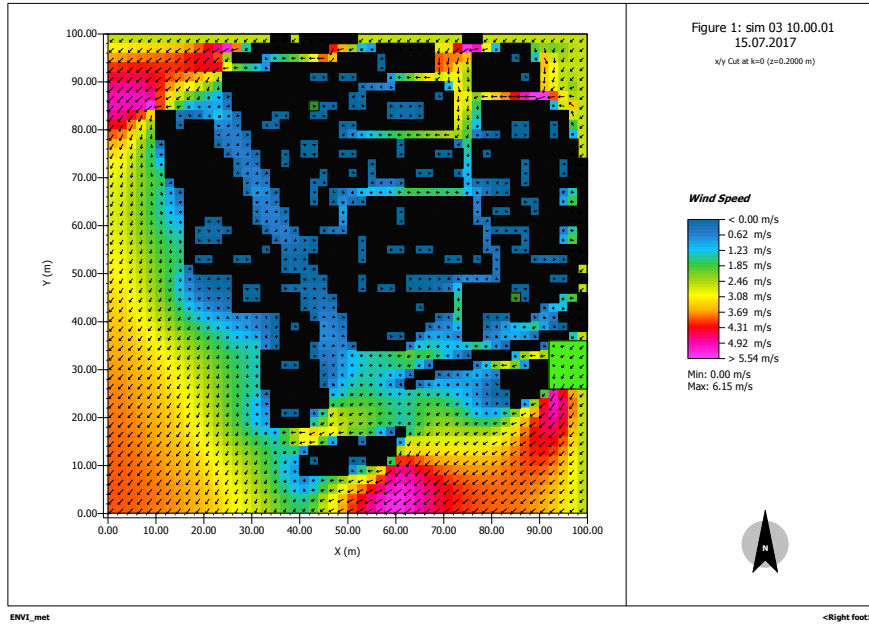 Figure 1: sim 03 10.00.01
15.07.2017
x/y Cut at k=0 (z=0.2000 m)
100.00
90.00
80.00
70.00
60.00
50.00
40.00
30.00
20.00
10.00
0.00
Y (m)
0.00 10.00 20.00 30.00 40.00 50.00 60.00 70.00 80.00 90.00 100.00
X (m)
Wind Speed
< 0.00 m/s
0.62 m/s
1.23 m/s
1.85 m/s
2.46 m/s
3.08 m/s
3.69 m/s
4.31 m/s
4.92 m/s
> 5.54 m/s
Min: 0.00 m/s
Max: 6.15 m/s
N
ENVI_met
<Right foot: